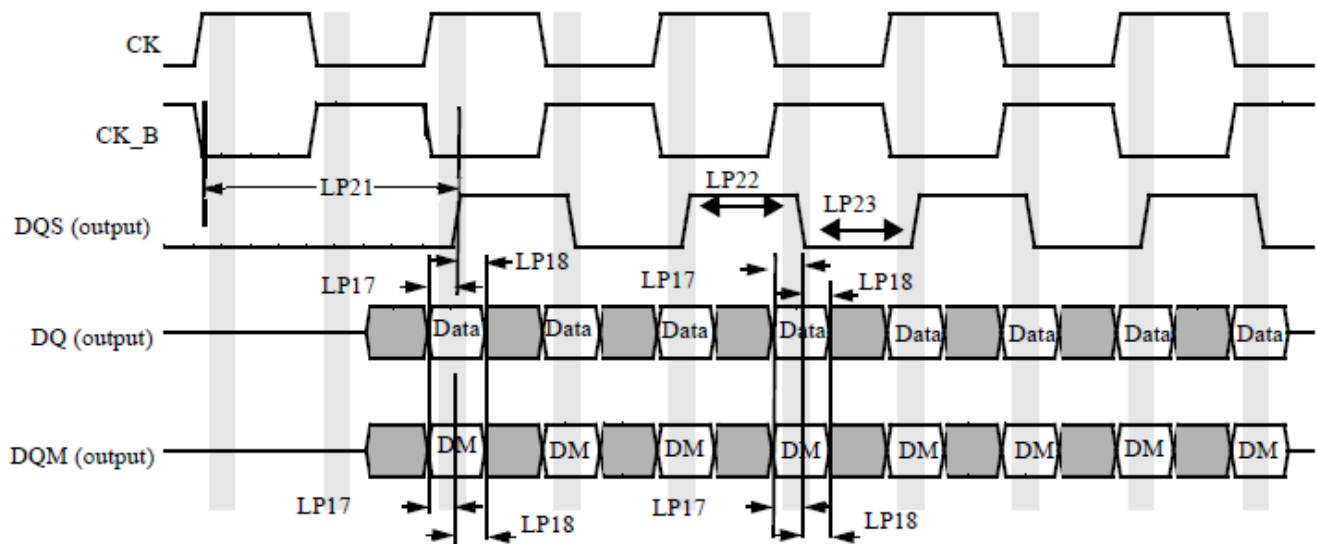 CK
CK_B
LP21
LP22
LP23
DQS (output)
LP17
LP18
LP17
LP18
DQ (output)
Data
Data
Data
Data
Data
Data
Data
Data
DQM (output)
DM
DM
DM
DM
DM
DM
DM
DM
LP17
LP18
LP17
LP18